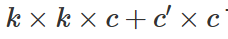 k × k × c + c′ × c